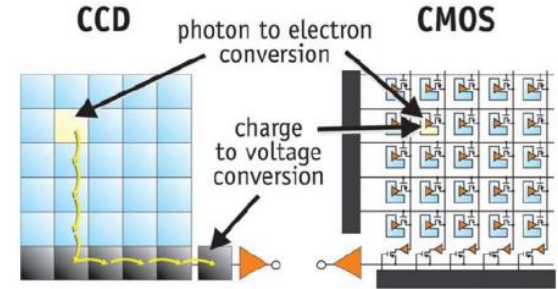 CCD
photon to electron
conversion
CMOS
charge
to voltage
conversion